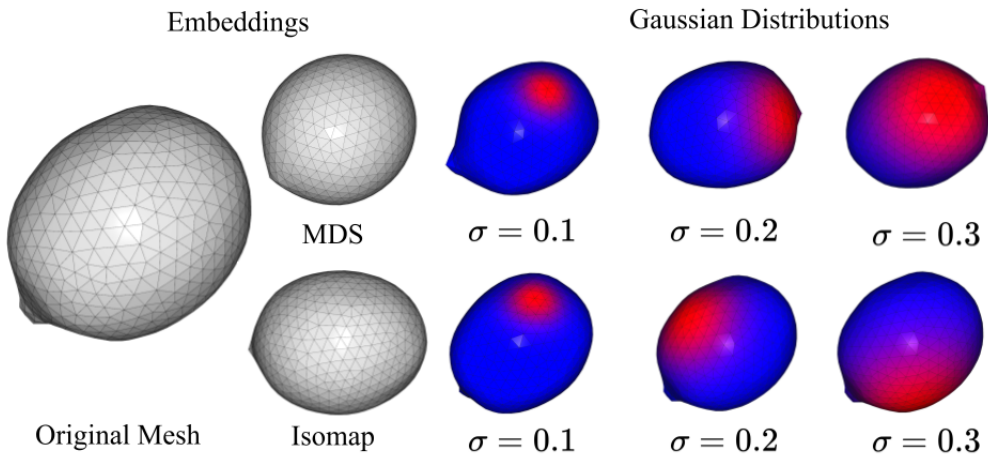 Embeddings
Gaussian Distributions
MDS
σ = 0.1
σ = 0.2
σ = 0.3
Original Mesh
Isomap
σ = 0.1
σ = 0.2
σ = 0.3